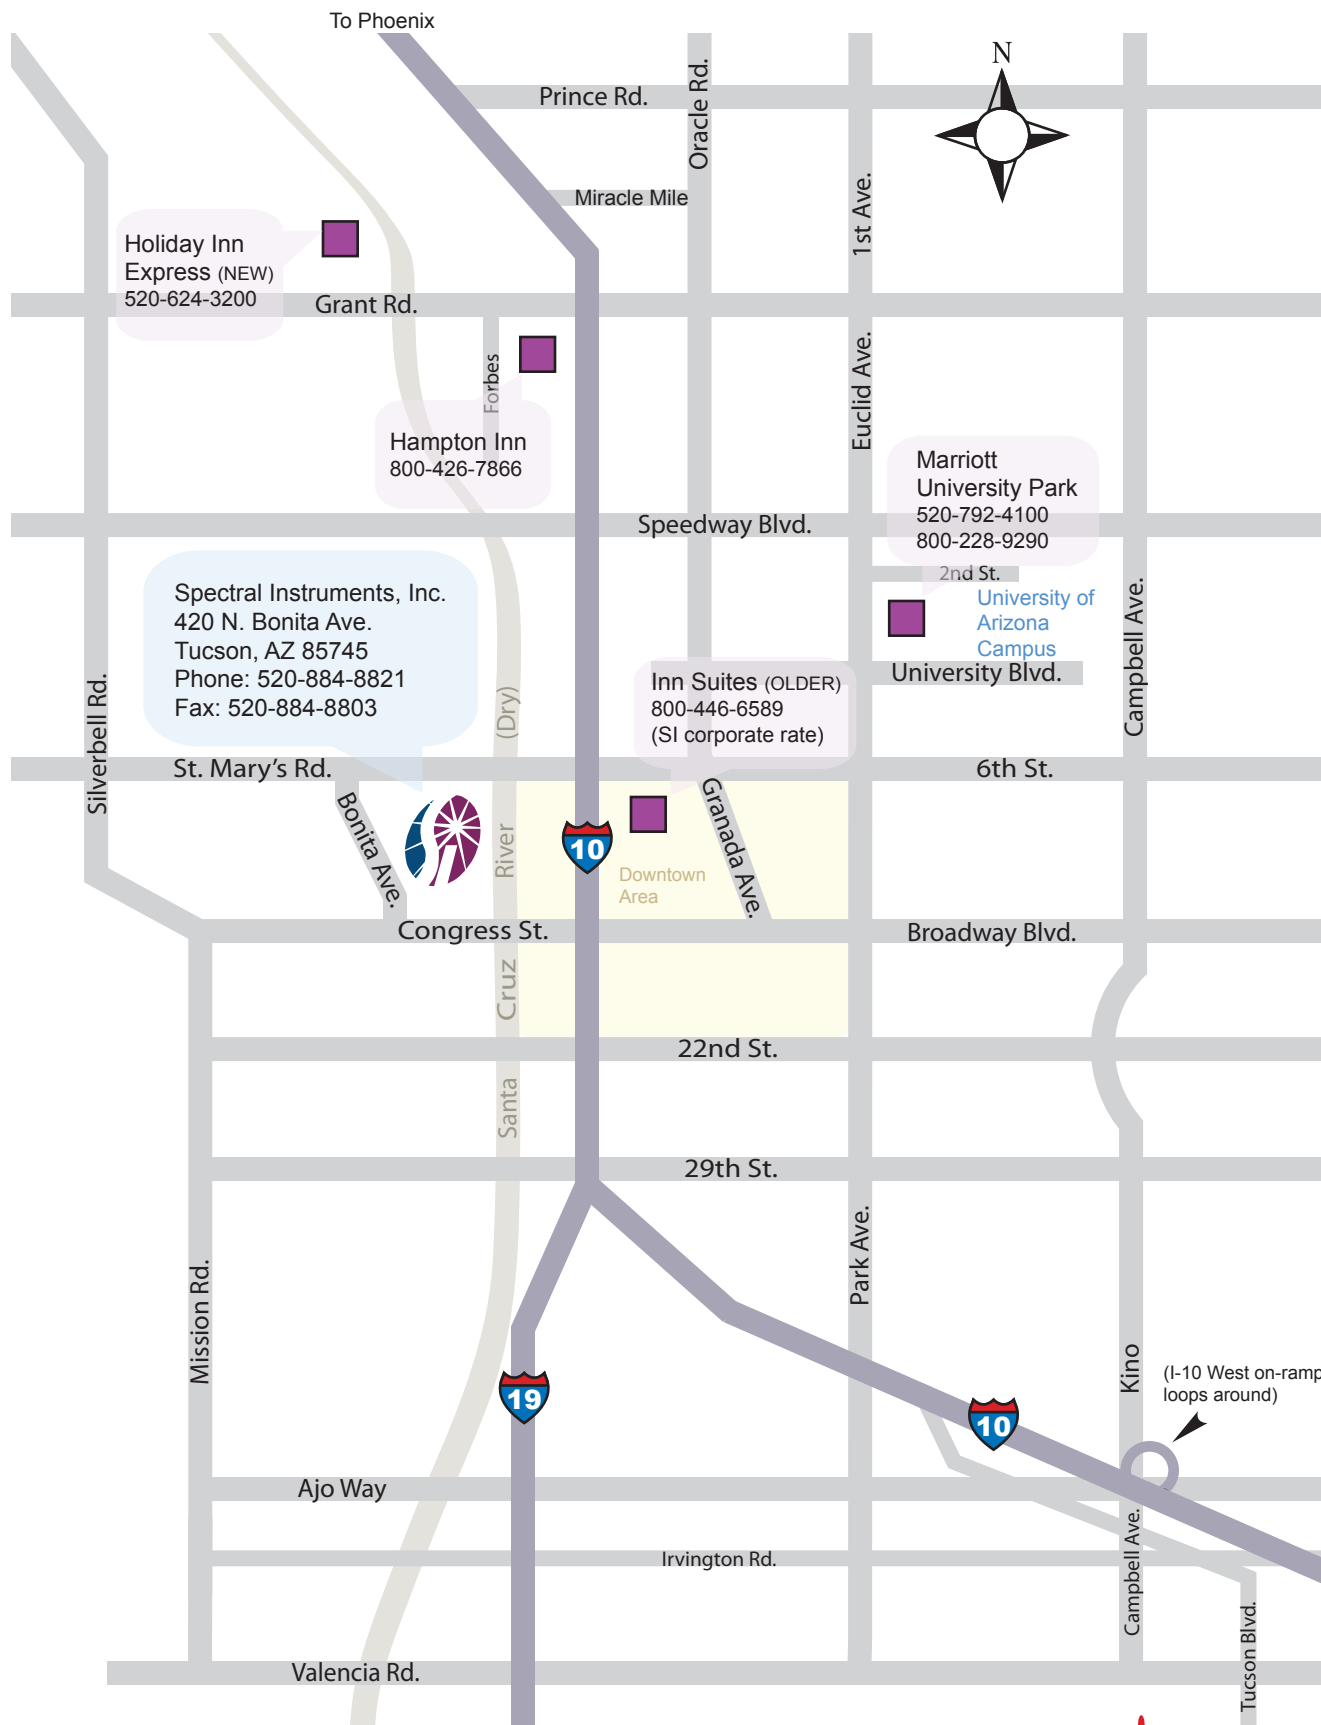 To Phoenix
N
Prince Rd.
Oracle Rd.
Miracle Mile
1st Ave.
Holiday Inn
Express (NEW)
520-624-3200
Grant Rd.
Forbes
Euclid Ave.
Hampton Inn
800-426-7866
Marriott
University Park
520-792-4100
800-228-9290
Speedway Blvd.
2nd St.
University of
Arizona
Campus
Campbell Ave.
Spectral Instruments, Inc.
420 N. Bonita Ave.
Tucson, AZ 85745
Phone: 520-884-8821
Fax: 520-884-8803
University Blvd.
Inn Suites (OLDER)
800-446-6589
(SI corporate rate)
Silverbell Rd.
St. Mary's Rd.
6th St.
Bonita Ave.
Granada Ave.
10
Downtown
Area
Santa Cruz River (Dry)
Congress St.
Broadway Blvd.
22nd St.
29th St.
Mission Rd.
Park Ave.
Kino
(I-10 West on-ramp
loops around)
19
10
Ajo Way
Campbell Ave.
Irvington Rd.
Tucson Blvd.
Valencia Rd.